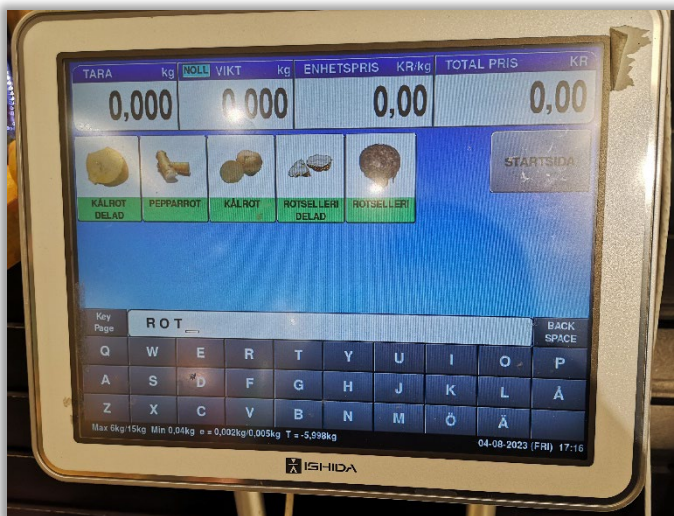 TARA kg NOLL VIKT kg ENHETSPRIS KR/kg TOTAL PRIS KR
0,000 0,000 0,00 0,00
STARTSIDA
KÅLROT DELAD
PEPPARROT
KÅLROT
ROTSELLERI DELAD
ROTSELLERI
Key Page
ROT_
BACK SPACE
Q W E R T Y U I O P
A S D F G H J K L Å
Z X C V B N M Ö Ä
Max 6kg/15kg Min 0,04kg e = 0,002kg/0,005kg T = -5,998kg
04-08-2023 (FRI) 17:16
ISHIDA